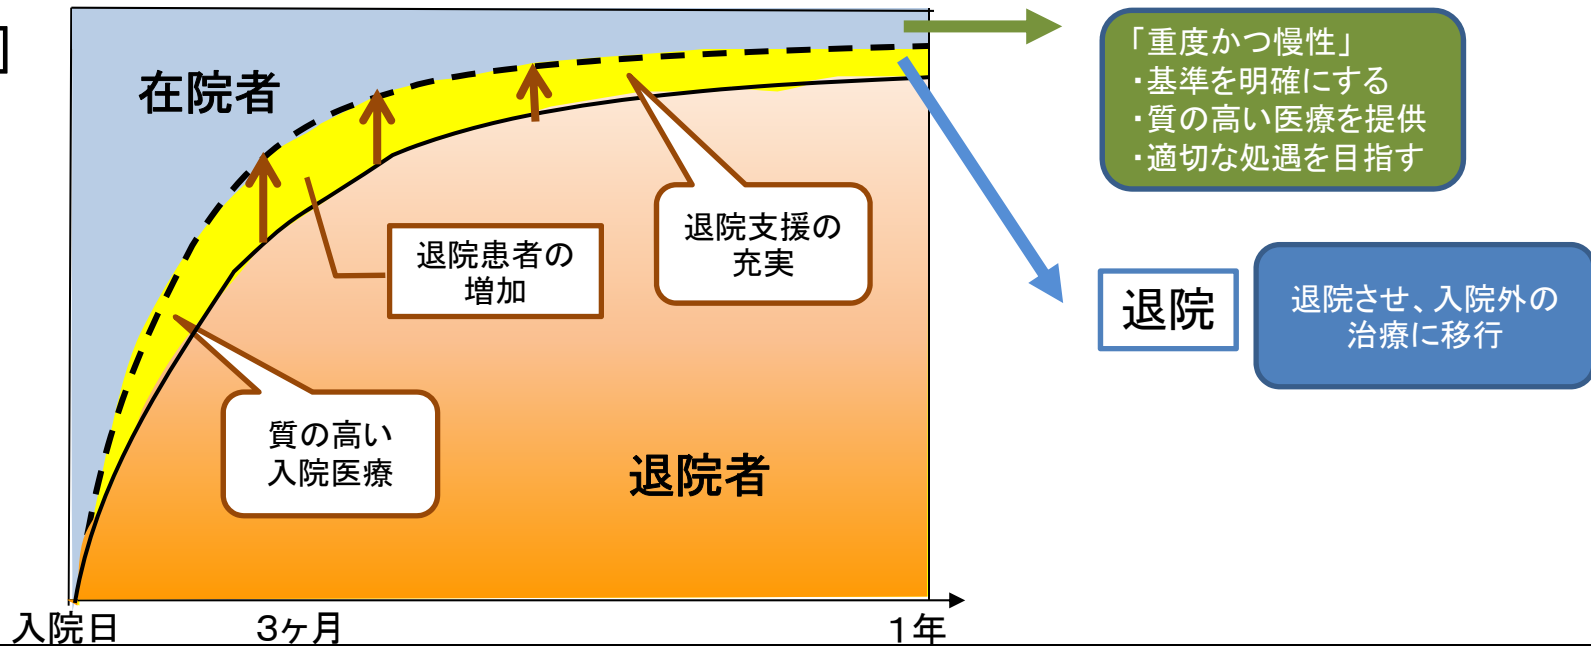 在院者
「重度かつ慢性」
・基準を明確にする
・質の高い医療を提供
・適切な処遇を目指す
退院支援の
充実
退院患者の
増加
退院
退院させ、入院外の
治療に移行
質の高い
入院医療
退院者
入院日
3ヶ月
1年